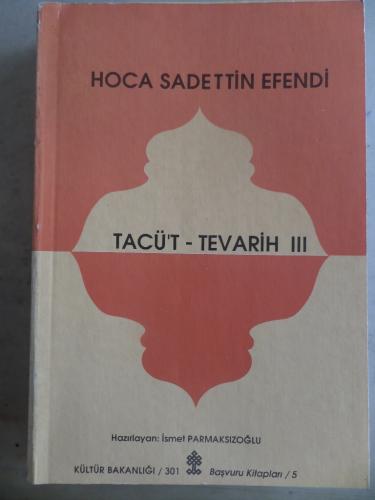 HOCA SADETTİN EFENDİ
TACÜ'T - TEVARİH III
Hazırlayan: İsmet PARMAKSIZOĞLU
KÜLTÜR BAKANLIĞI / 301 Başvuru Kitapları / 5